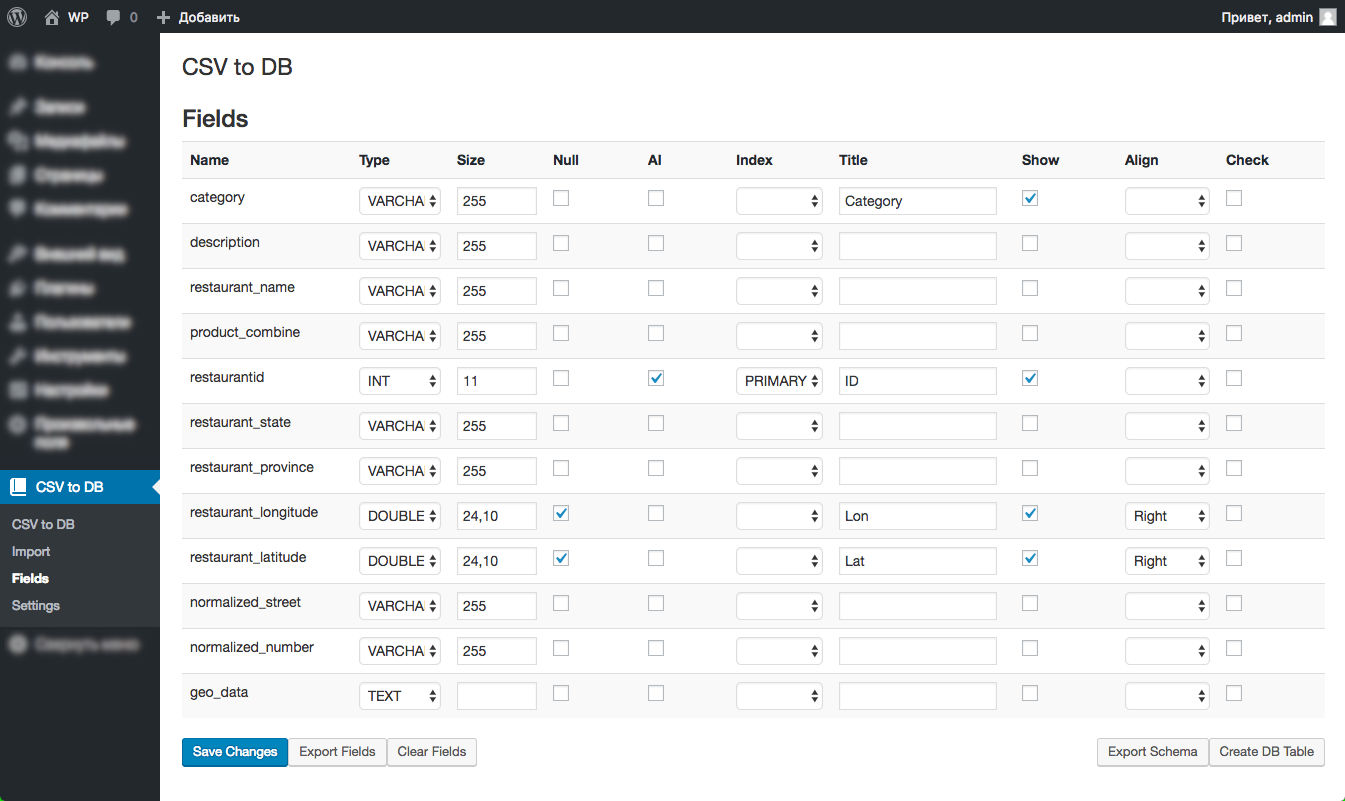 WP 0 Добавить Привет, admin
CSV to DB
CSV to DB
Import
Fields
Settings
CSV to DB
Fields
Name Type Size Null AI Index Title Show Align Check
category VARCHA 255 Category
description VARCHA 255
restaurant_name VARCHA 255
product_combine VARCHA 255
restaurantid INT 11 PRIMARY ID
restaurant_state VARCHA 255
restaurant_province VARCHA 255
restaurant_longitude DOUBLE 24,10 Lon Right
restaurant_latitude DOUBLE 24,10 Lat Right
normalized_street VARCHA 255
normalized_number VARCHA 255
geo_data TEXT
Save Changes Export Fields Clear Fields Export Schema Create DB Table